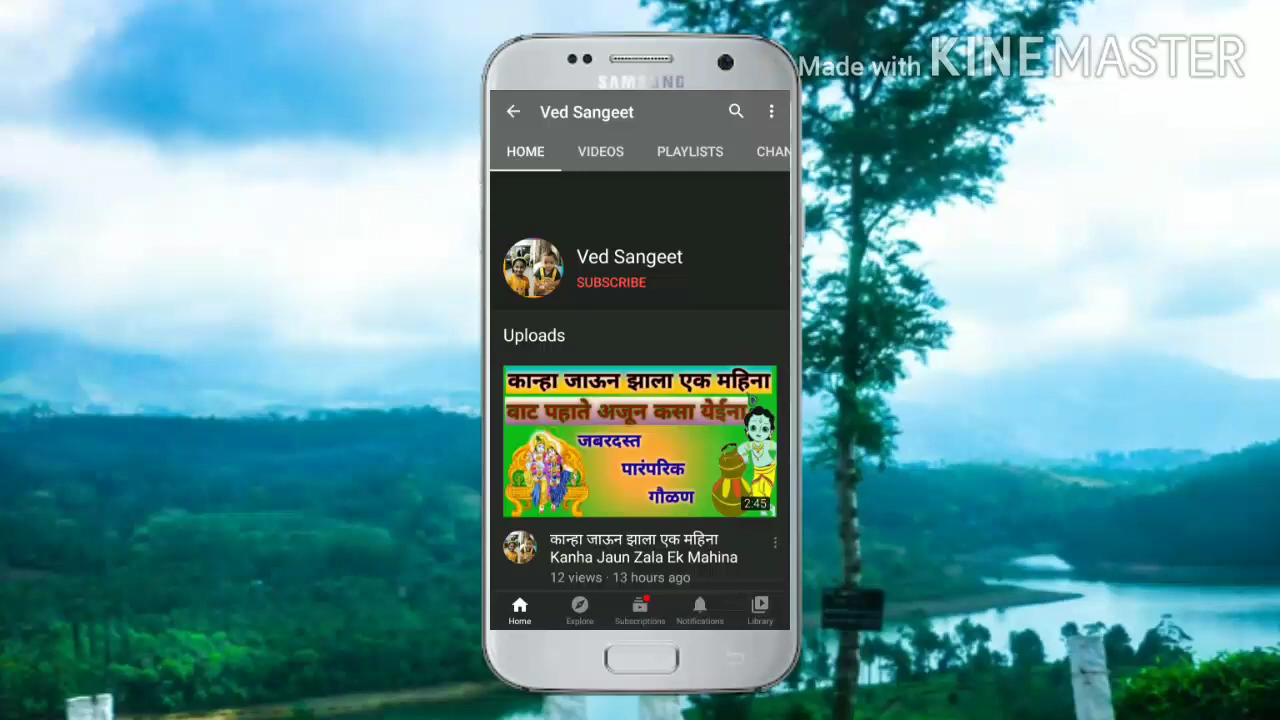 Made with KINEMASTER
SAMSUNG
Ved Sangeet
HOME VIDEOS PLAYLISTS CHAN
Ved Sangeet
SUBSCRIBE
Uploads
कान्हा जाऊन झाला एक महिना
वाट पहाते अजून कसा येईना
जबरदस्त
पारंपरिक
गौळण
2:45
कान्हा जाऊन झाला एक महिना
Kanha Jaun Zala Ek Mahina
12 views · 13 hours ago
Home Explore Subscriptions Notifications Library